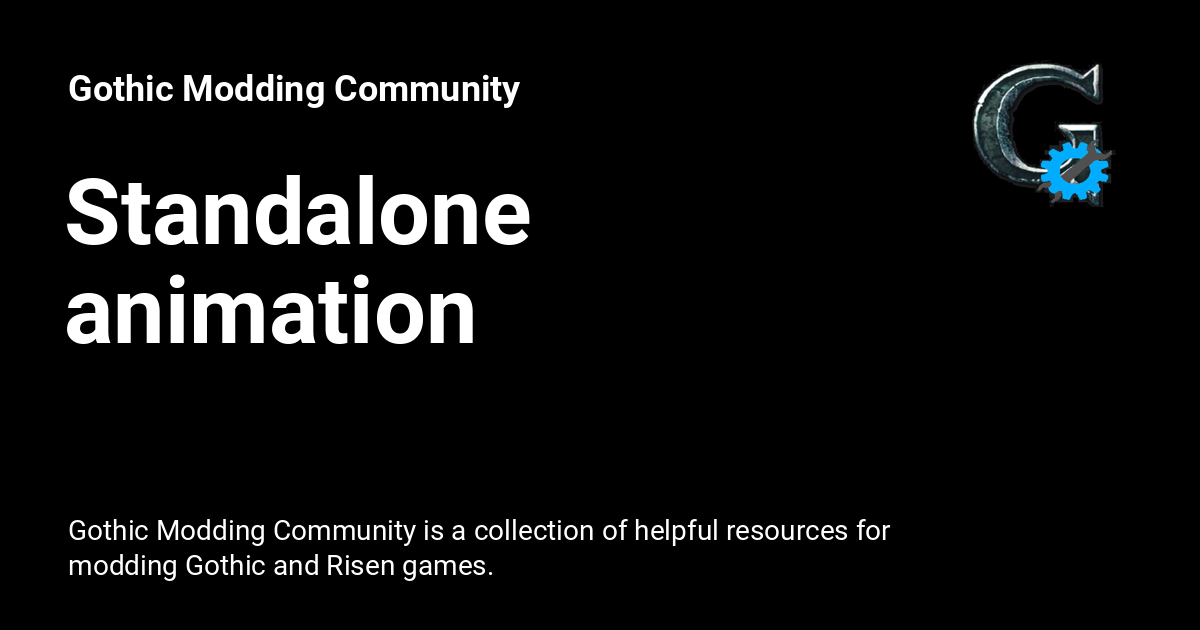 Gothic Modding Community
G
Standalone
animation
Gothic Modding Community is a collection of helpful resources for
modding Gothic and Risen games.